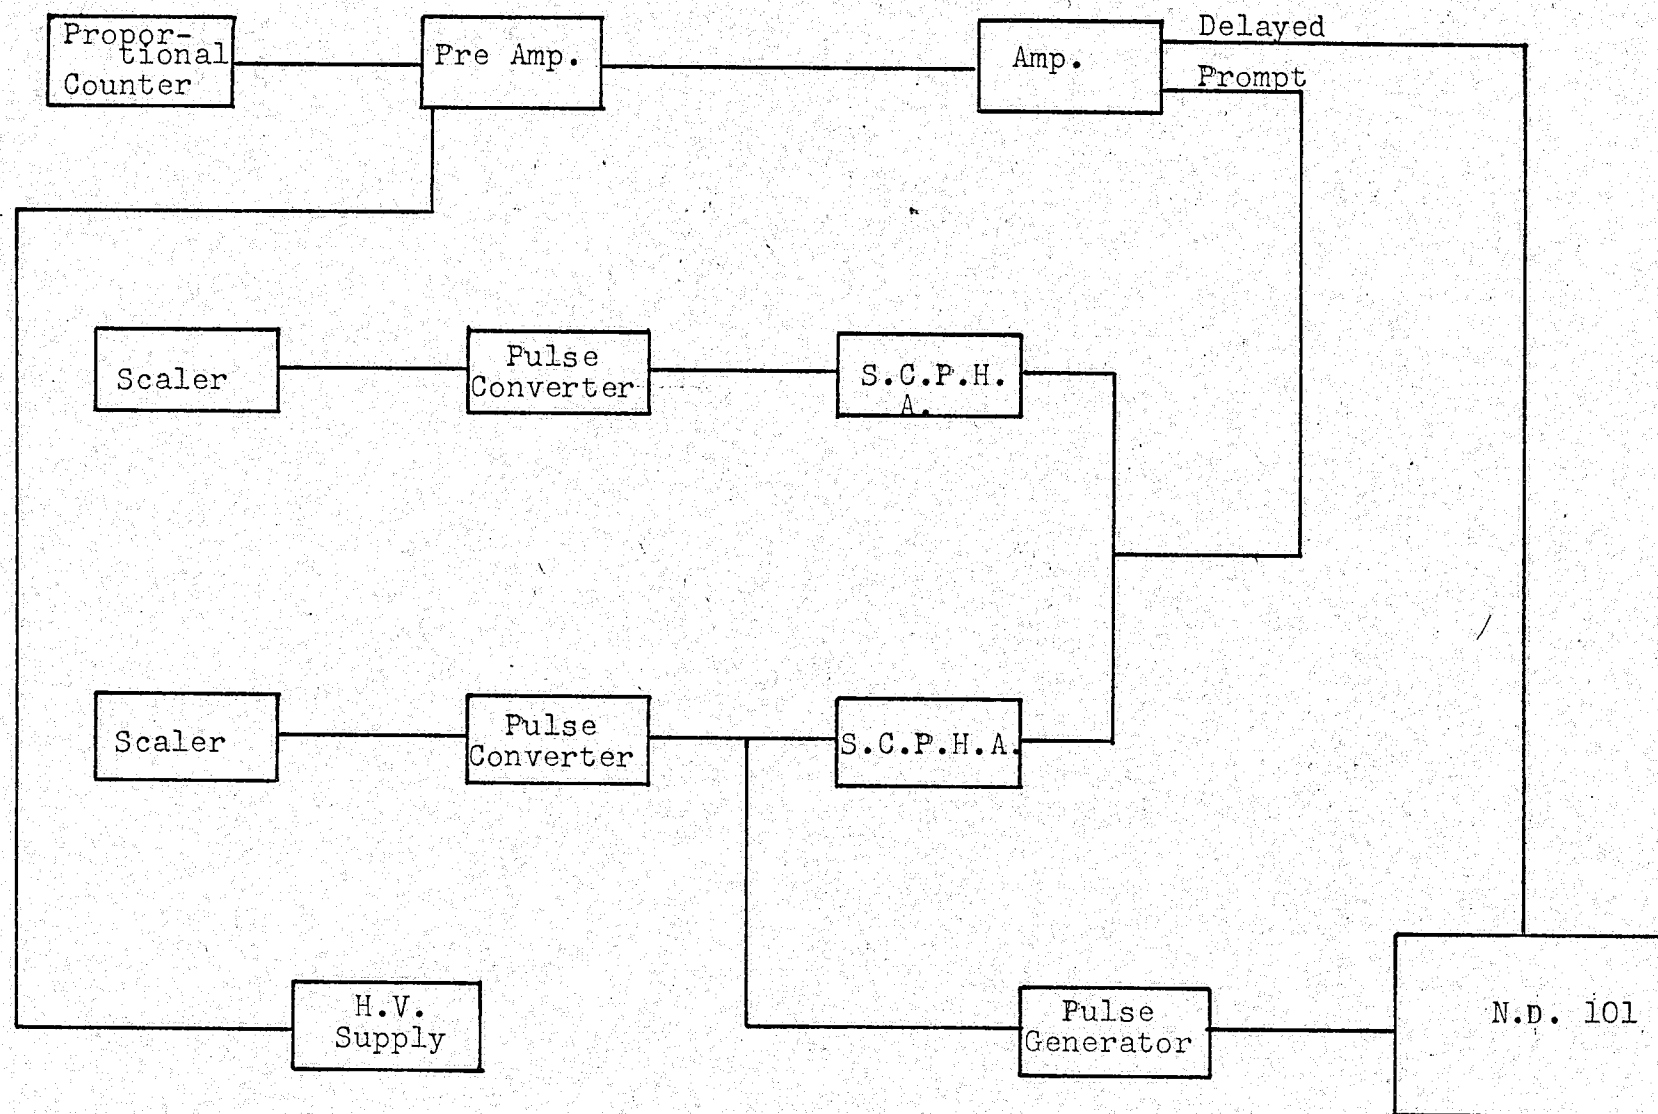 Propor-
tional
Counter
Pre Amp.
Amp.
Delayed
Prompt
Scaler
Pulse
Converter
S.C.P.H.
A.
Scaler
Pulse
Converter
S.C.P.H.A.
H.V.
Supply
Pulse
Generator
N.D. 101